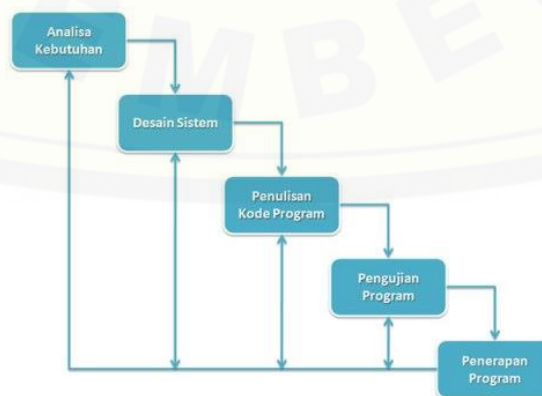 Analisa
Kebutuhan
Desain Sistem
Penulisan
Kode Program
Pengujian
Program
Penerapan
Program